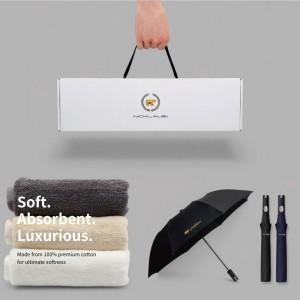 Soft.
Absorbent.
Luxurious.
Made from 100% premium cotton
for ultimate softness